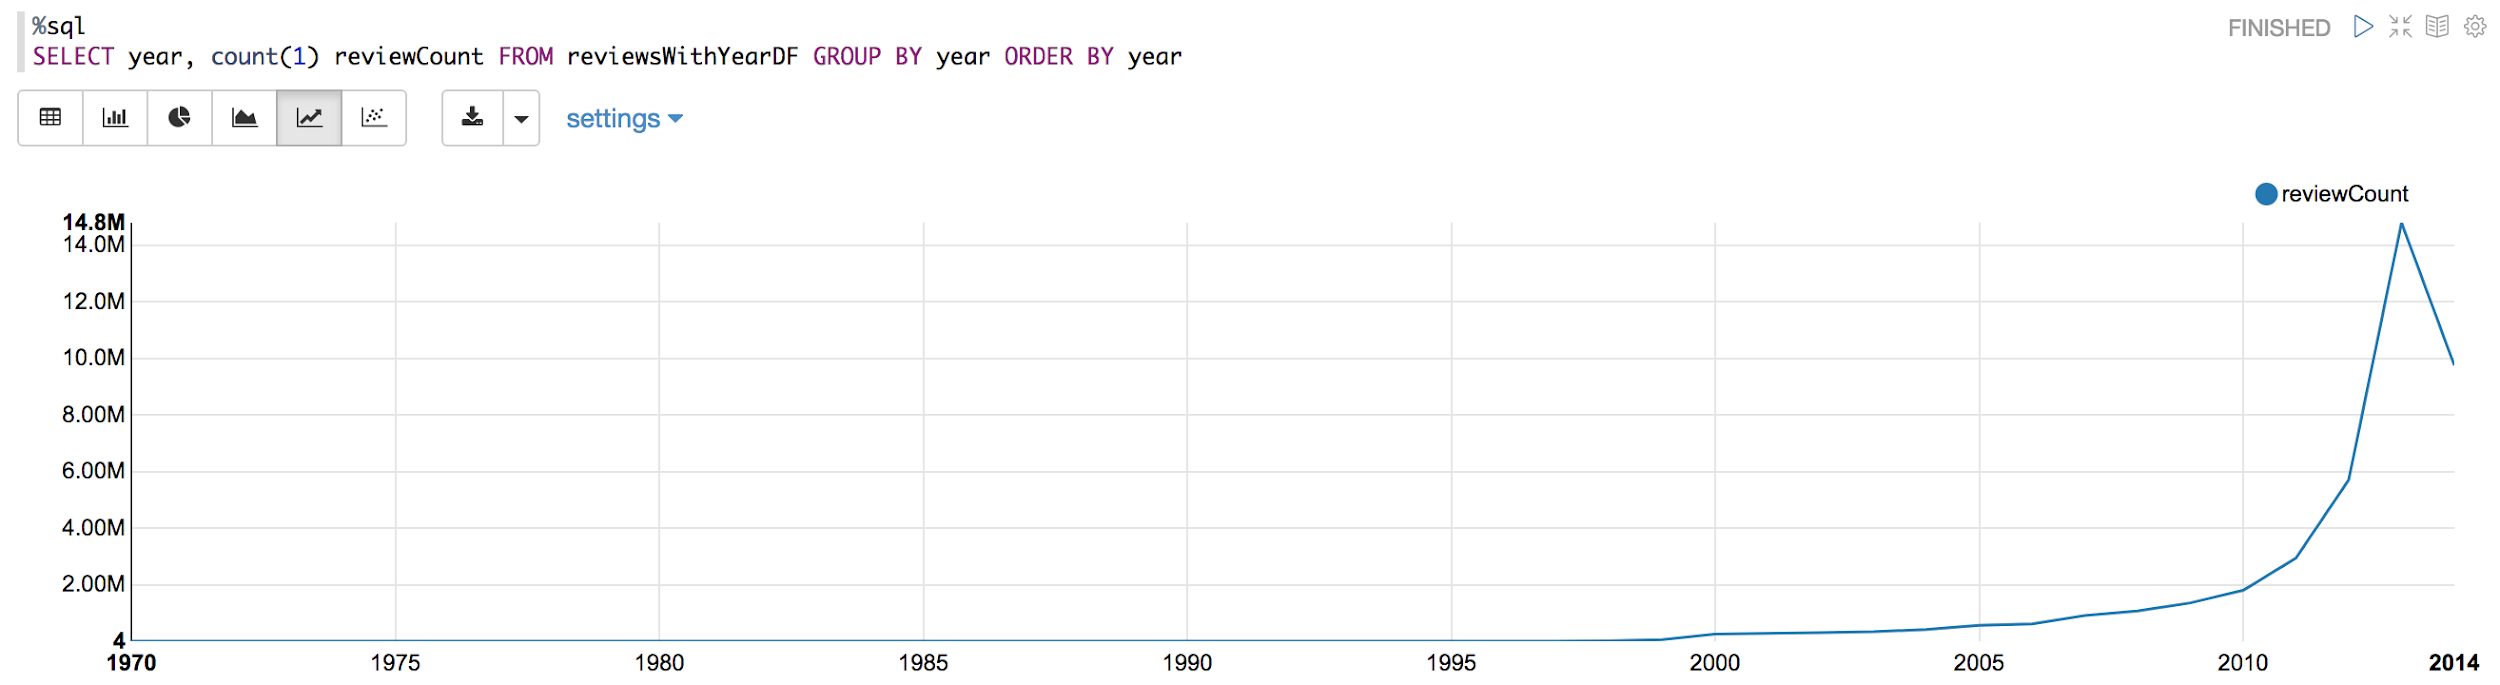 %sql
FINISHED
SELECT year, count(1) reviewCount FROM reviewsWithYearDF GROUP BY year ORDER BY year
settings
reviewCount
14.8M
14.0M
12.0M
10.0M
8.00M
6.00M
4.00M
2.00M
4
1970 1975 1980 1985 1990 1995 2000 2005 2010 2014